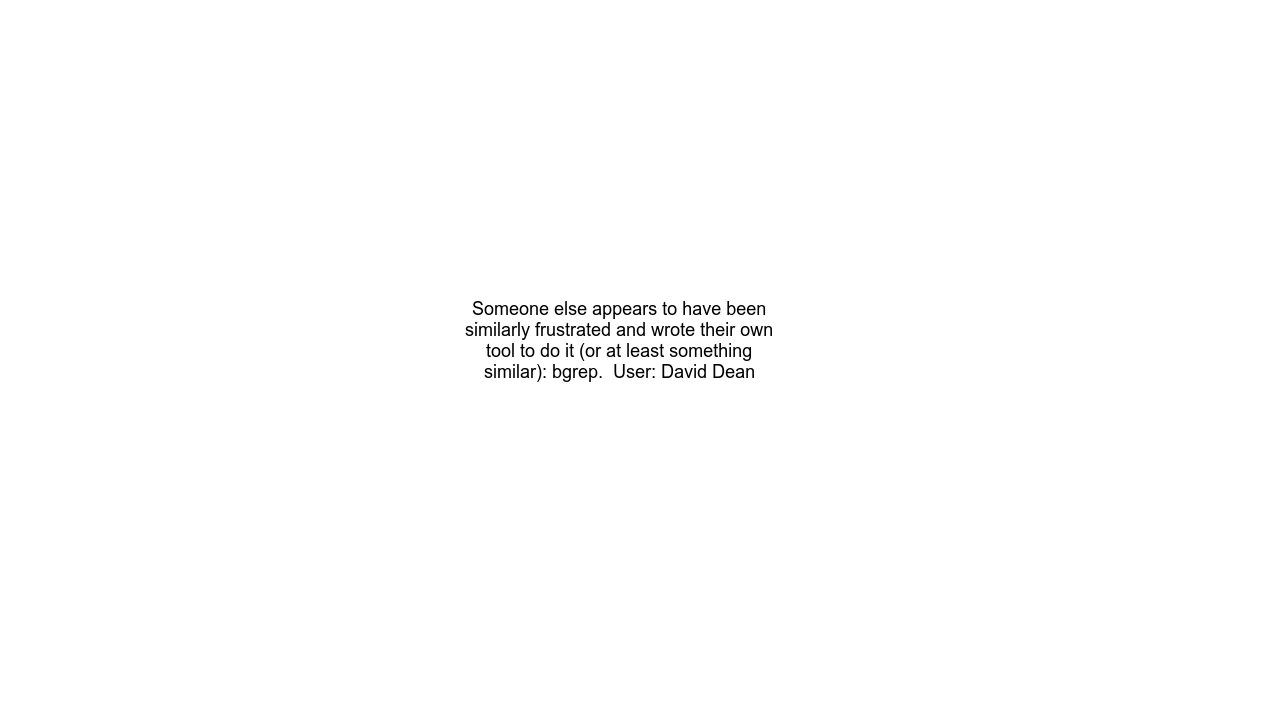 Someone else appears to have been
similarly frustrated and wrote their own
tool to do it (or at least something
similar): bgrep.  User: David Dean